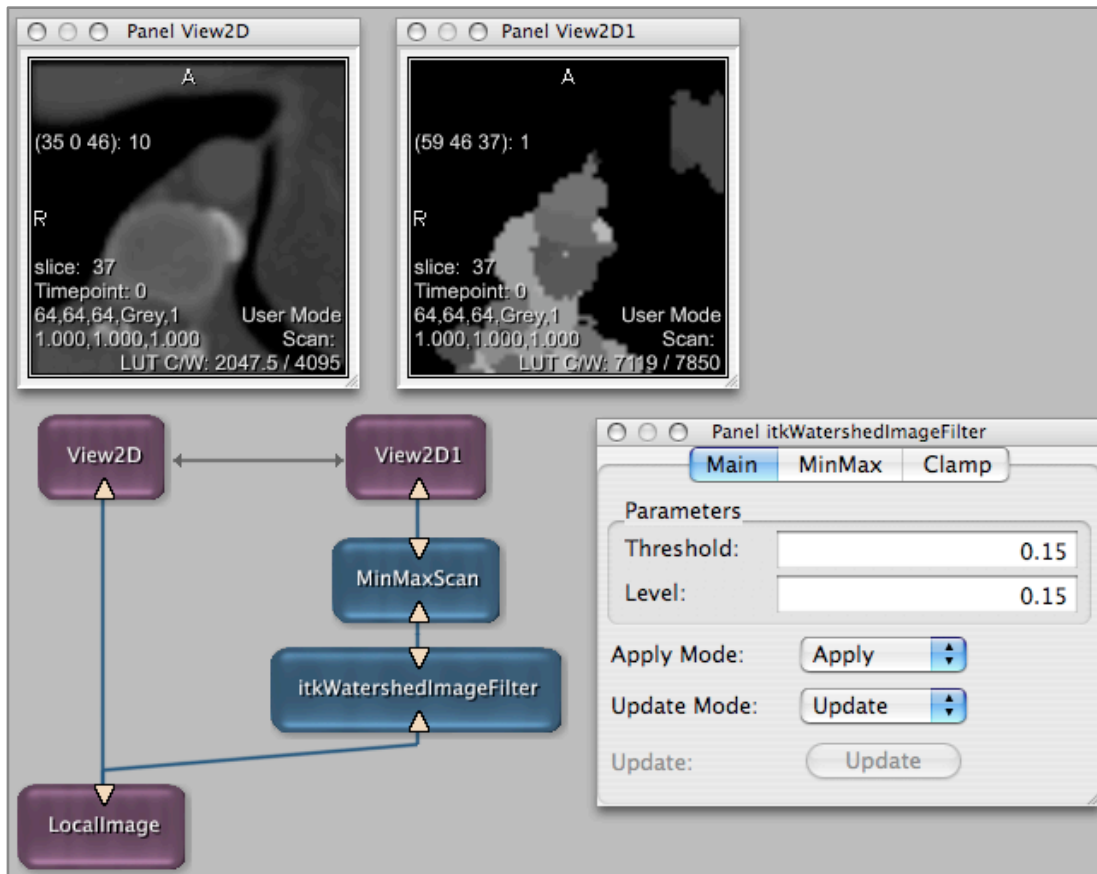 Panel View2D
A
(35 0 46): 10
R
slice: 37
Timepoint: 0
64,64,64,Grey,1 User Mode
1.000,1.000,1.000 Scan:
LUT C/W: 2047.5 / 4095
Panel View2D1
A
(59 46 37): 1
R
slice: 37
Timepoint: 0
64,64,64,Grey,1 User Mode
1.000,1.000,1.000 Scan:
LUT C/W: 7119 / 7850
View2D
View2D1
MinMaxScan
itkWatershedImageFilter
LocalImage
Panel itkWatershedImageFilter
Main MinMax Clamp
Parameters
Threshold: 0.15
Level: 0.15
Apply Mode: Apply
Update Mode: Update
Update: Update